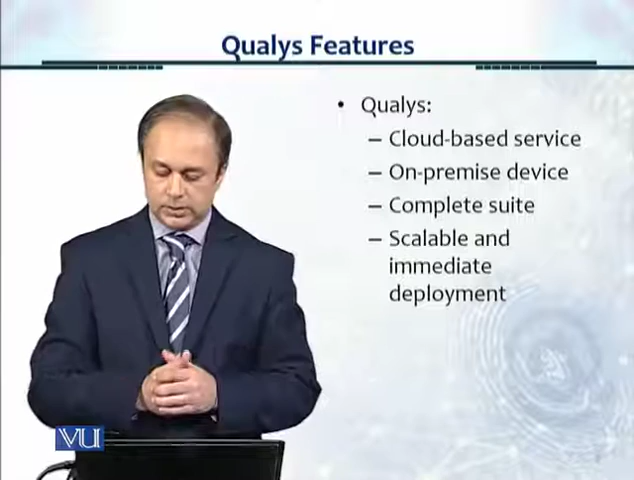 Qualys Features
• Qualys:
– Cloud-based service
– On-premise device
– Complete suite
– Scalable and
immediate
deployment
VU